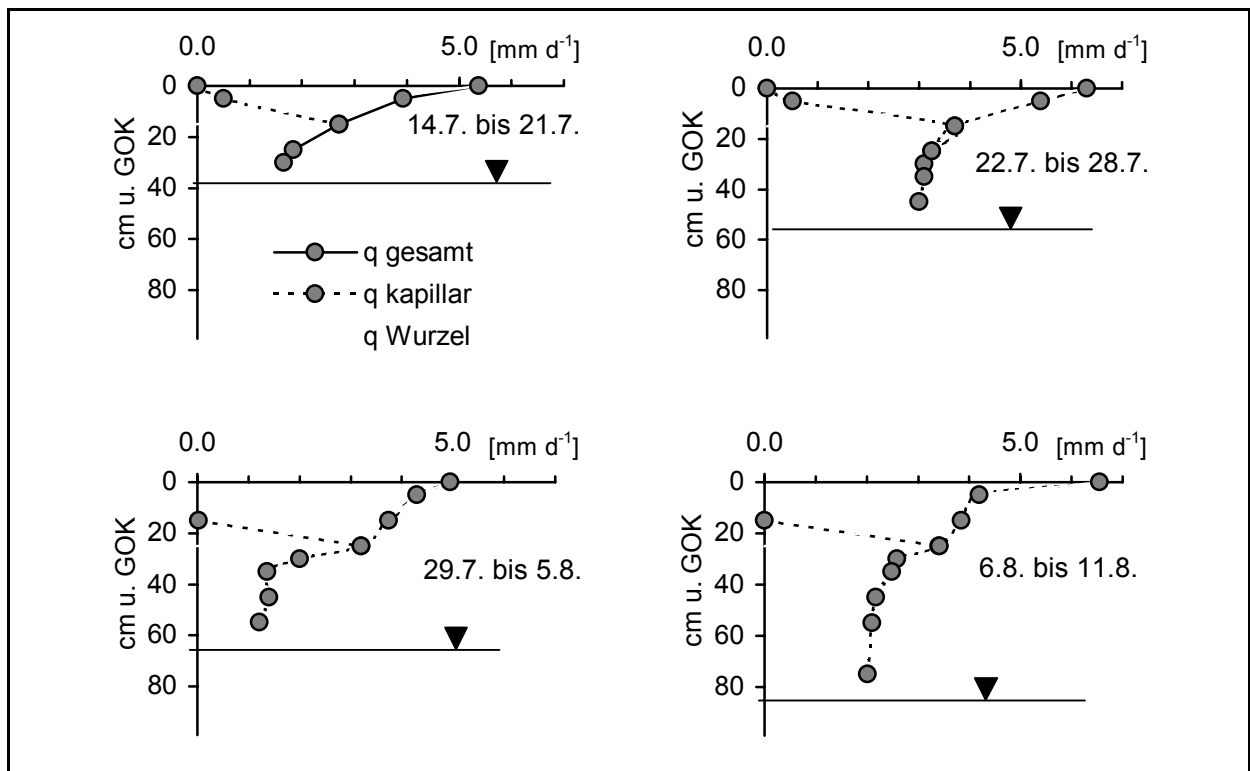 0.0 5.0 [mm d⁻¹]
0
20
40
60
80
cm u. GOK
14.7. bis 21.7.
q gesamt
q kapillar
q Wurzel
0.0 5.0 [mm d⁻¹]
0
20
40
60
80
cm u. GOK
22.7. bis 28.7.
0.0 5.0 [mm d⁻¹]
0
20
40
60
80
cm u. GOK
29.7. bis 5.8.
0.0 5.0 [mm d⁻¹]
0
20
40
60
80
cm u. GOK
6.8. bis 11.8.